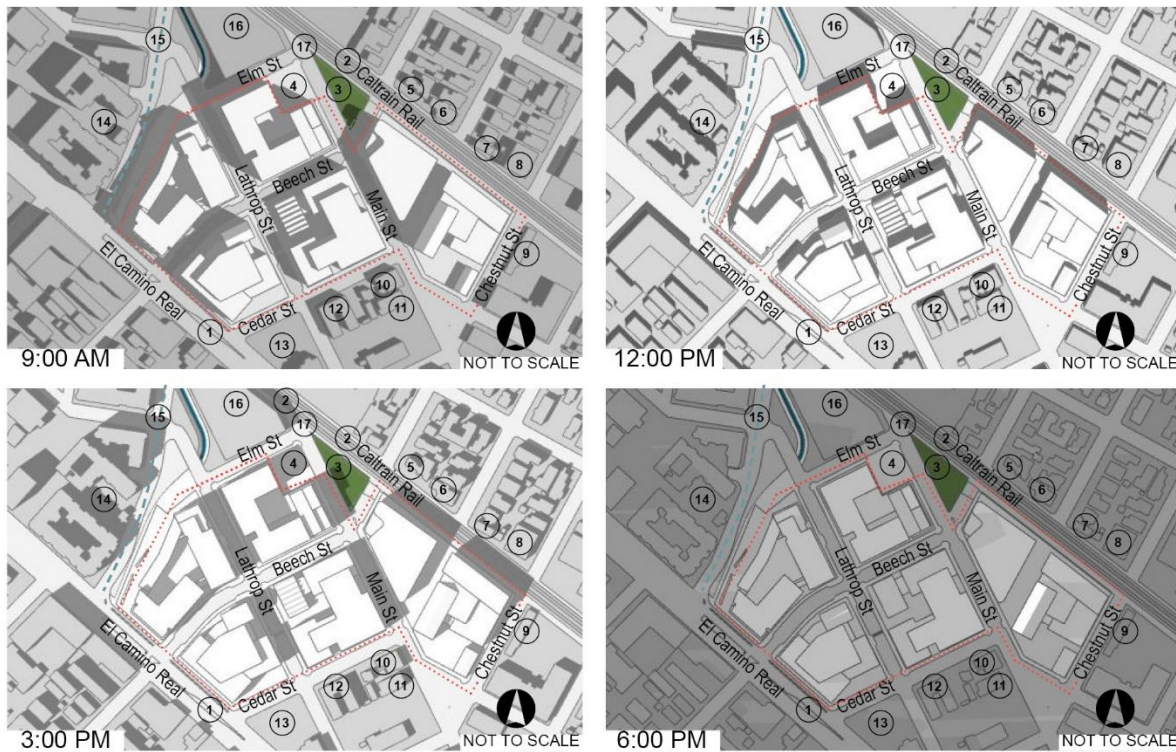 15
16
17
2
Elm St
Caltrain Rail
4
3
5
6
14
7
8
Beech St
Lathrop St
Main St
9
El Camino Real
Chestnut St
10
12
11
1
Cedar St
13
9:00 AM
NOT TO SCALE
15
16
17
2
Elm St
Caltrain Rail
4
3
5
6
14
7
8
Beech St
Lathrop St
Main St
9
El Camino Real
Chestnut St
10
12
11
1
Cedar St
13
12:00 PM
NOT TO SCALE
15
16
2
17
2
Elm St
Caltrain Rail
4
3
5
6
14
7
8
Beech St
Lathrop St
Main St
9
El Camino Real
Chestnut St
10
12
11
1
Cedar St
13
3:00 PM
NOT TO SCALE
15
16
17
2
Elm St
Caltrain Rail
4
3
5
6
14
7
8
Beech St
Lathrop St
Main St
9
El Camino Real
Chestnut St
10
12
11
1
Cedar St
13
6:00 PM
NOT TO SCALE